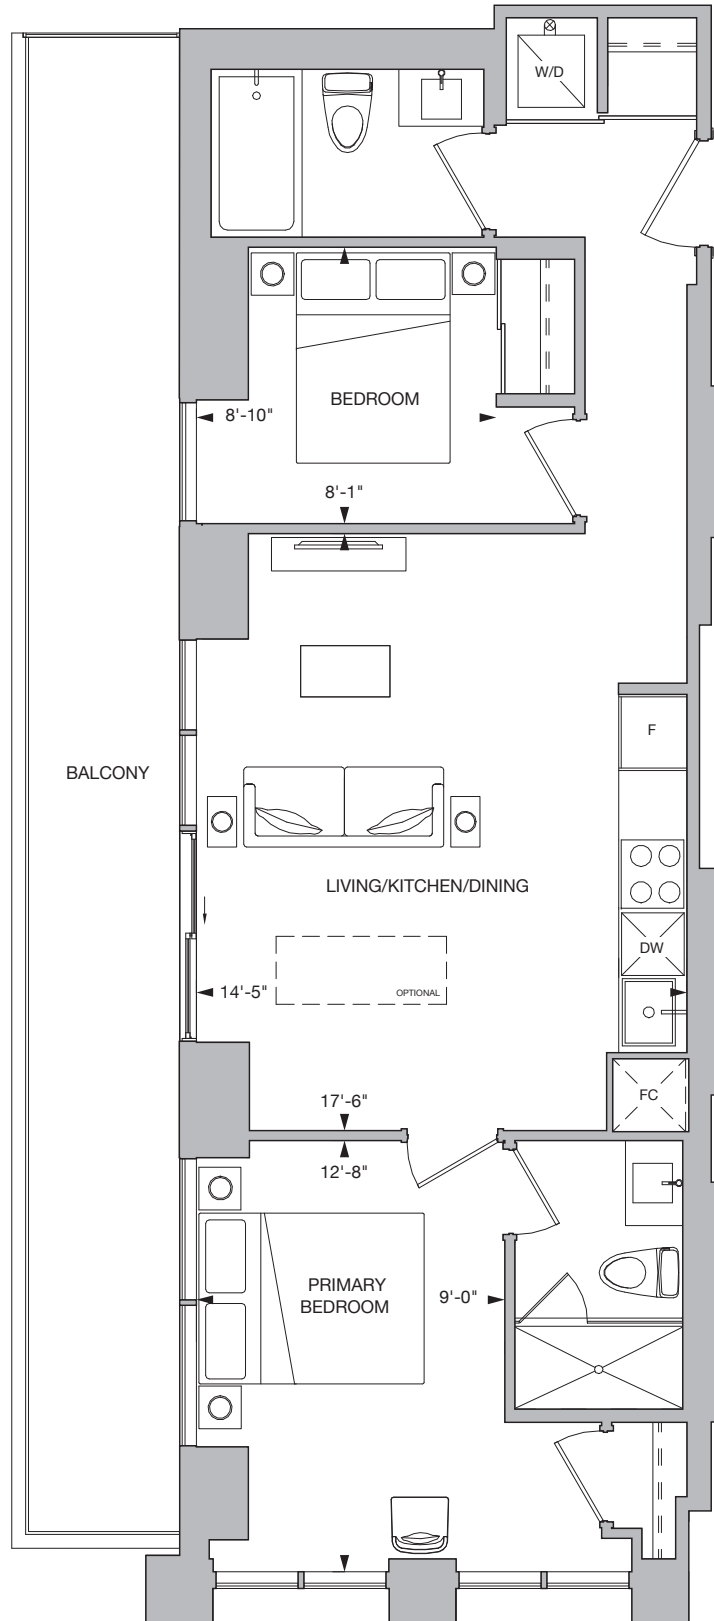 W/D
BEDROOM
8'-10"
8'-1"
F
BALCONY
LIVING/KITCHEN/DINING
DW
14'-5"
OPTIONAL
FC
17'-6"
12'-8"
PRIMARY
BEDROOM
9'-0"